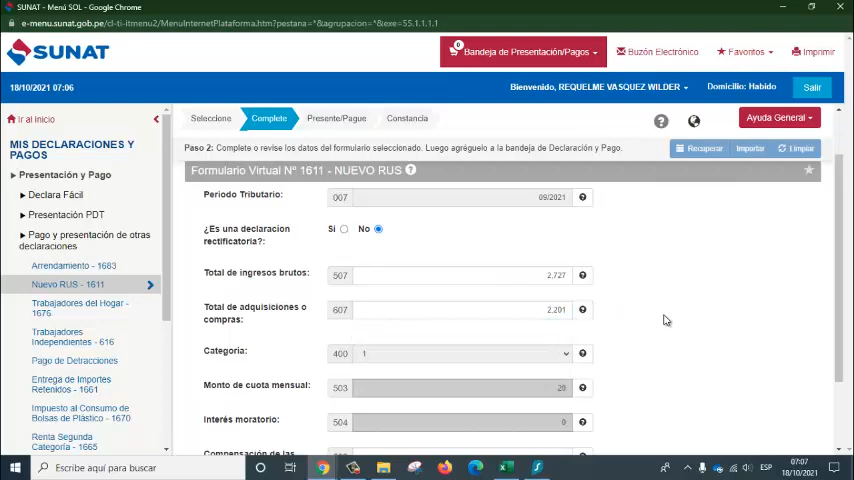 SUNAT - Menú SOL - Google Chrome
e-menu.sunat.gob.pe/cl-ti-itmenu2/MenuInternetPlataforma.htm?pestana=*&agrupacion=*&exe=55.1.1.1.1
SUNAT
0
Bandeja de Presentación/Pagos
Buzón Electrónico
Favoritos
Imprimir
18/10/2021 07:06
Bienvenido, REQUELME VASQUEZ WILDER
Domicilio: Habido
Salir
Ir al Inicio
Seleccione
Complete
Presente/Pague
Constancia
Ayuda General
MIS DECLARACIONES Y
PAGOS
Presentación y Pago
Declara Fácil
Presentación PDT
Pago y presentación de otras
declaraciones
Arrendamiento - 1683
Nuevo RUS - 1611
Trabajadores del Hogar -
1676
Trabajadores
Independientes - 616
Pago de Detracciones
Entrega de Importes
Retenidos - 1661
Impuesto al Consumo de
Bolsas de Plástico - 1670
Renta Segunda
Categoría - 1665
Paso 2: Complete o revise los datos del formulario seleccionado. Luego agréguelo a la bandeja de Declaración y Pago.
Recuperar
Importar
Limpiar
Formulario Virtual N° 1611 - NUEVO RUS
Periodo Tributario:
007
09/2021
¿Es una declaracion
rectificatoria?:
Si
No
Total de ingresos brutos:
507
2,727
Total de adquisiciones o
compras:
607
2,201
Categoría:
400
1
Monto de cuota mensual:
503
20
Interés moratorio:
504
0
Compensación de las
Escribe aquí para buscar
ESP
07:07
18/10/2021